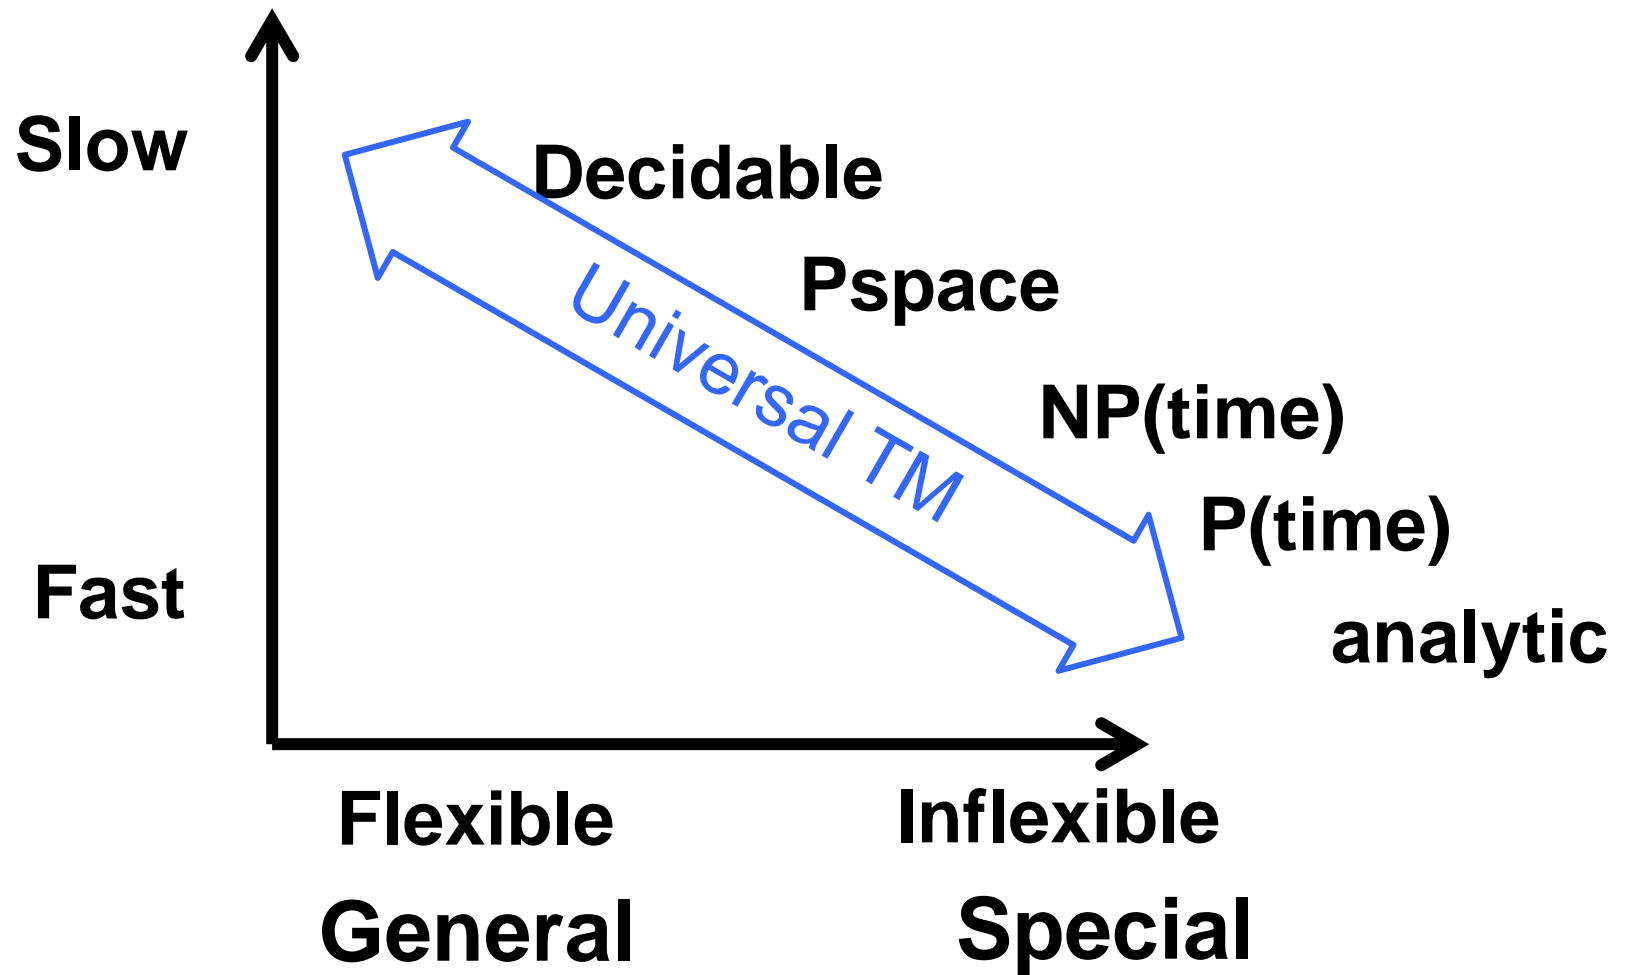 Slow
Decidable
Pspace
Universal TM
NP(time)
P(time)
Fast
analytic
Flexible
Inflexible
General
Special